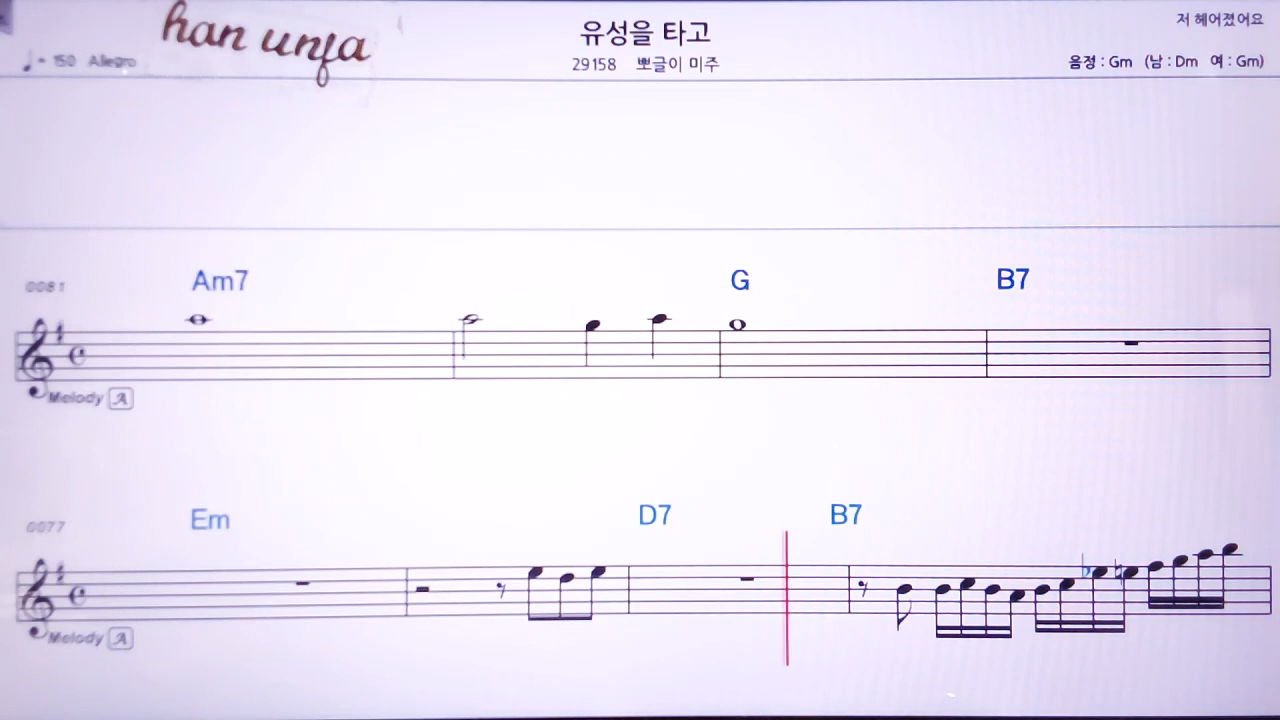 han unja
유성을 타고
저 헤어졌어요
♩ = 150 Allegro
29158 뽀글이 미주
음정 : Gm (남 : Dm 여 : Gm)
0081
Am7 G B7
Melody A
0077
Em D7 B7
Melody A